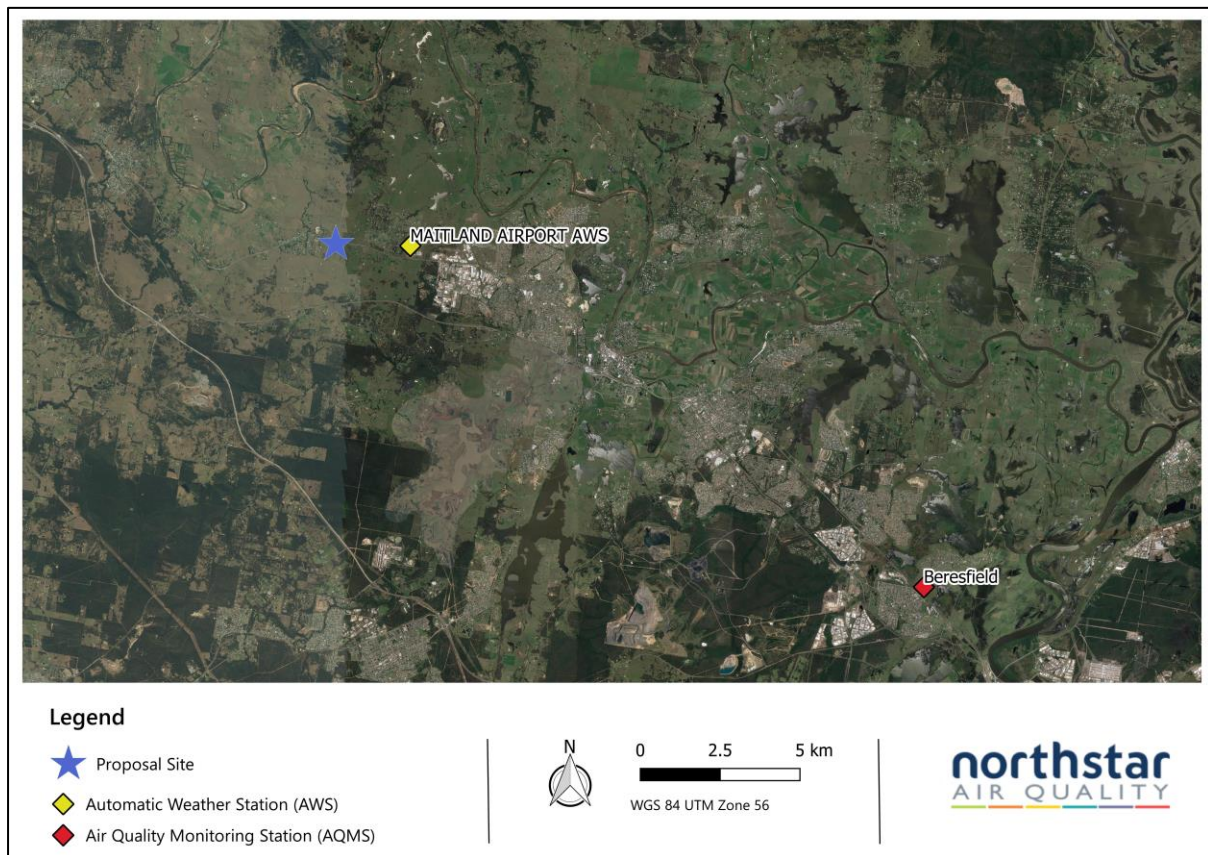 MAITLAND AIRPORT AWS
Beresfield
Legend
Proposal Site
Automatic Weather Station (AWS)
Air Quality Monitoring Station (AQMS)
N
0 2.5 5 km
WGS 84 UTM Zone 56
northstar
AIR QUALITY